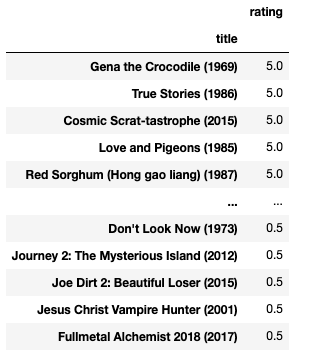 rating
title
Gena the Crocodile (1969) 5.0
True Stories (1986) 5.0
Cosmic Scrat-tastrophe (2015) 5.0
Love and Pigeons (1985) 5.0
Red Sorghum (Hong gao liang) (1987) 5.0
... ...
Don't Look Now (1973) 0.5
Journey 2: The Mysterious Island (2012) 0.5
Joe Dirt 2: Beautiful Loser (2015) 0.5
Jesus Christ Vampire Hunter (2001) 0.5
Fullmetal Alchemist 2018 (2017) 0.5